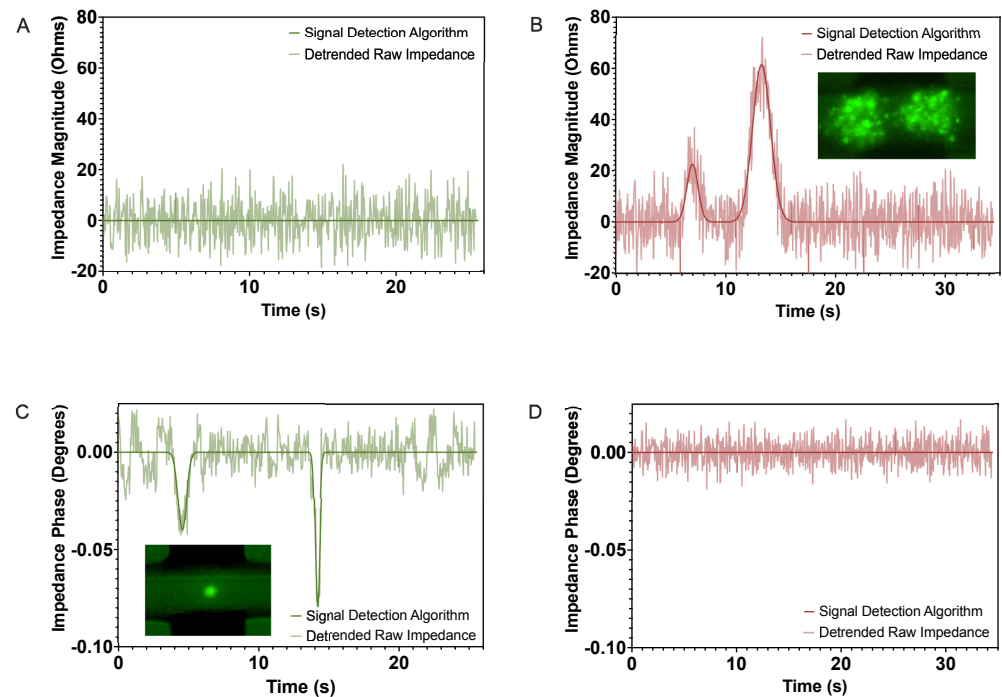 A
Impedance Magnitude (Ohms)
80
60
40
20
0
-20
Signal Detection Algorithm
Detrended Raw Impedance
0
10
20
Time (s)
B
Impedance Magnitude (Ohms)
80
60
40
20
0
-20
Signal Detection Algorithm
Detrended Raw Impedance
0
10
20
30
Time (s)
C
Impedance Phase (Degrees)
0.00
-0.05
-0.10
Signal Detection Algorithm
Detrended Raw Impedance
0
10
20
Time (s)
D
Impedance Phase (Degrees)
0.00
-0.05
-0.10
Signal Detection Algorithm
Detrended Raw Impedance
0
10
20
30
Time (s)